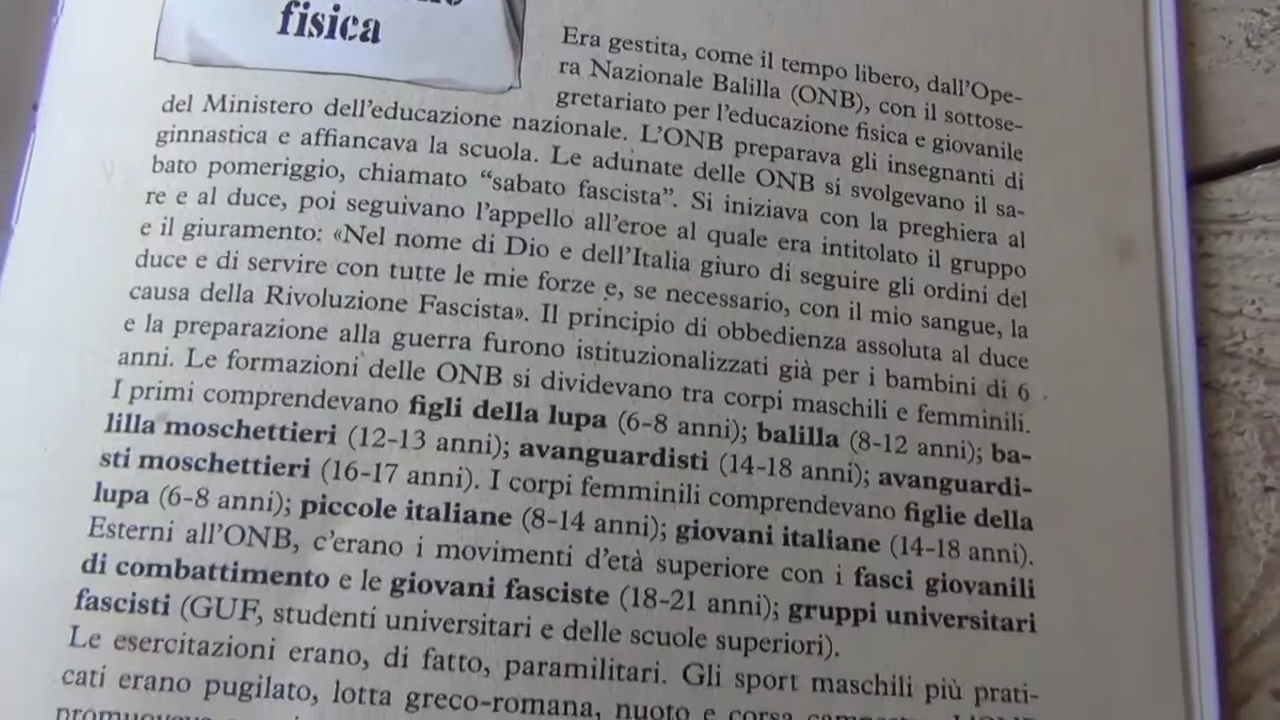 fisica
Era gestita, come il tempo libero, dall'Ope-
ra Nazionale Balilla (ONB), con il sottose-
gretariato per l'educazione fisica e giovanile
del Ministero dell'educazione nazionale. L'ONB preparava gli insegnanti di
ginnastica e affiancava la scuola. Le adunate delle ONB si svolgevano il sa-
bato pomeriggio, chiamato “sabato fascista”. Si iniziava con la preghiera al
re e al duce, poi seguivano l'appello all'eroe al quale era intitolato il gruppo
e il giuramento: «Nel nome di Dio e dell'Italia giuro di seguire gli ordini del
duce e di servire con tutte le mie forze e, se necessario, con il mio sangue, la
causa della Rivoluzione Fascista». Il principio di obbedienza assoluta al duce
e la preparazione alla guerra furono istituzionalizzati già per i bambini di 6
anni. Le formazioni delle ONB si dividevano tra corpi maschili e femminili.
I primi comprendevano figli della lupa (6-8 anni); balilla (8-12 anni); ba-
lilla moschettieri (12-13 anni); avanguardisti (14-18 anni); avanguardi-
sti moschettieri (16-17 anni). I corpi femminili comprendevano figlie della
lupa (6-8 anni); piccole italiane (8-14 anni); giovani italiane (14-18 anni).
Esterni all'ONB, c'erano i movimenti d'età superiore con i fasci giovanili
di combattimento e le giovani fasciste (18-21 anni); gruppi universitari
fascisti (GUF, studenti universitari e delle scuole superiori).
Le esercitazioni erano, di fatto, paramilitari. Gli sport maschili più prati-
cati erano pugilato, lotta greco-romana, nuoto e corsa